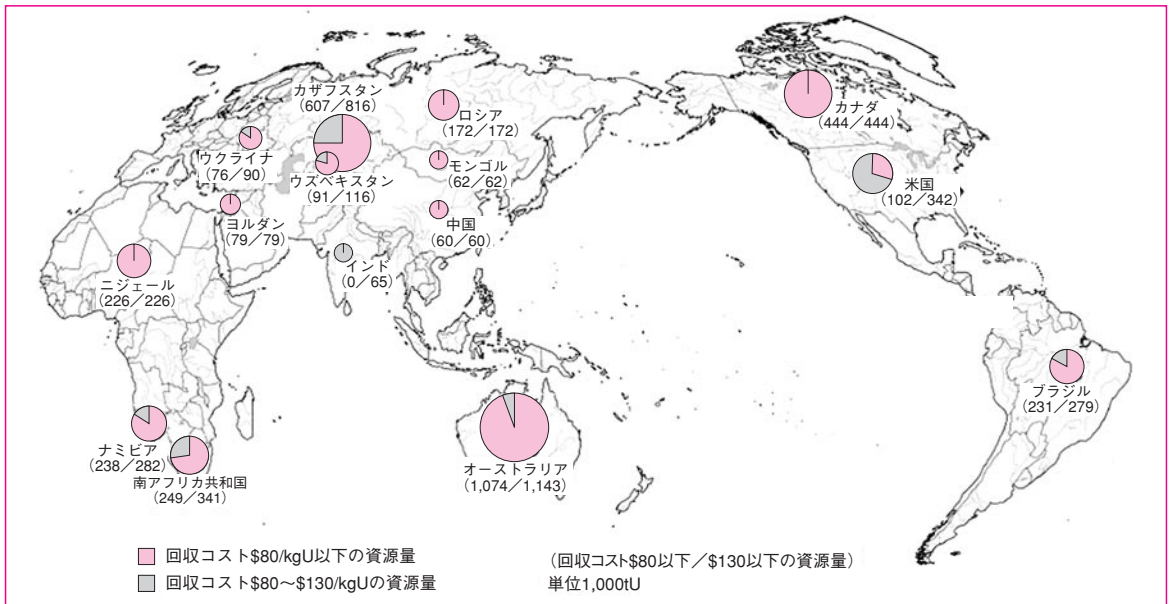 カザフスタン
(607/816)
ロシア
(172/172)
カナダ
(444/444)
ウクライナ
(76/90)
ウズベキスタン
(91/116)
モンゴル
(62/62)
米国
(102/342)
ヨルダン
(79/79)
中国
(60/60)
インド
(0/65)
ニジェール
(226/226)
ブラジル
(231/279)
ナミビア
(238/282)
南アフリカ共和国
(249/341)
オーストラリア
(1,074/1,143)
回収コスト$80/kgU以下の資源量
回収コスト$80〜$130/kgUの資源量
(回収コスト$80以下/$130以下の資源量)
単位1,000tU